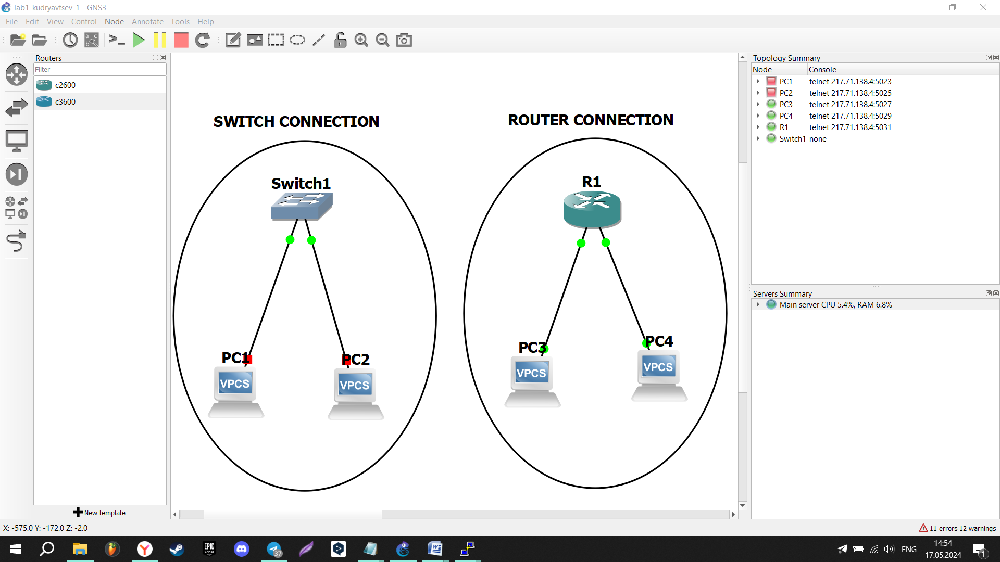 lab1_kudryavtsev-1 - GNS3
File Edit View Control Node Annotate Tools Help
Routers
Filter
c2600
c3600
New template
SWITCH CONNECTION
ROUTER CONNECTION
Switch1
R1
PC1
PC2
PC3
PC4
VPCS
VPCS
VPCS
VPCS
Topology Summary
Node Console
PC1 telnet 217.71.138.4:5023
PC2 telnet 217.71.138.4:5025
PC3 telnet 217.71.138.4:5027
PC4 telnet 217.71.138.4:5029
R1 telnet 217.71.138.4:5031
Switch1 none
Servers Summary
Main server CPU 5.4%, RAM 6.8%
X: -575.0 Y: -172.0 Z: -2.0
11 errors 12 warnings
EPIC
GAMES
37
W
ENG
14:54
17.05.2024
1